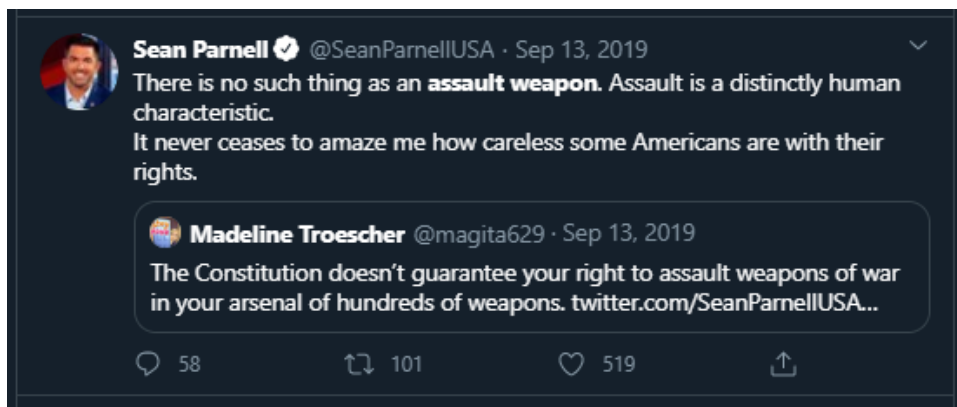 Sean Parnell @SeanParnellUSA · Sep 13, 2019
There is no such thing as an assault weapon. Assault is a distinctly human
characteristic.
It never ceases to amaze me how careless some Americans are with their
rights.
Madeline Troescher @magita629 · Sep 13, 2019
The Constitution doesn't guarantee your right to assault weapons of war
in your arsenal of hundreds of weapons. twitter.com/SeanParnellUSA...
58 101 519